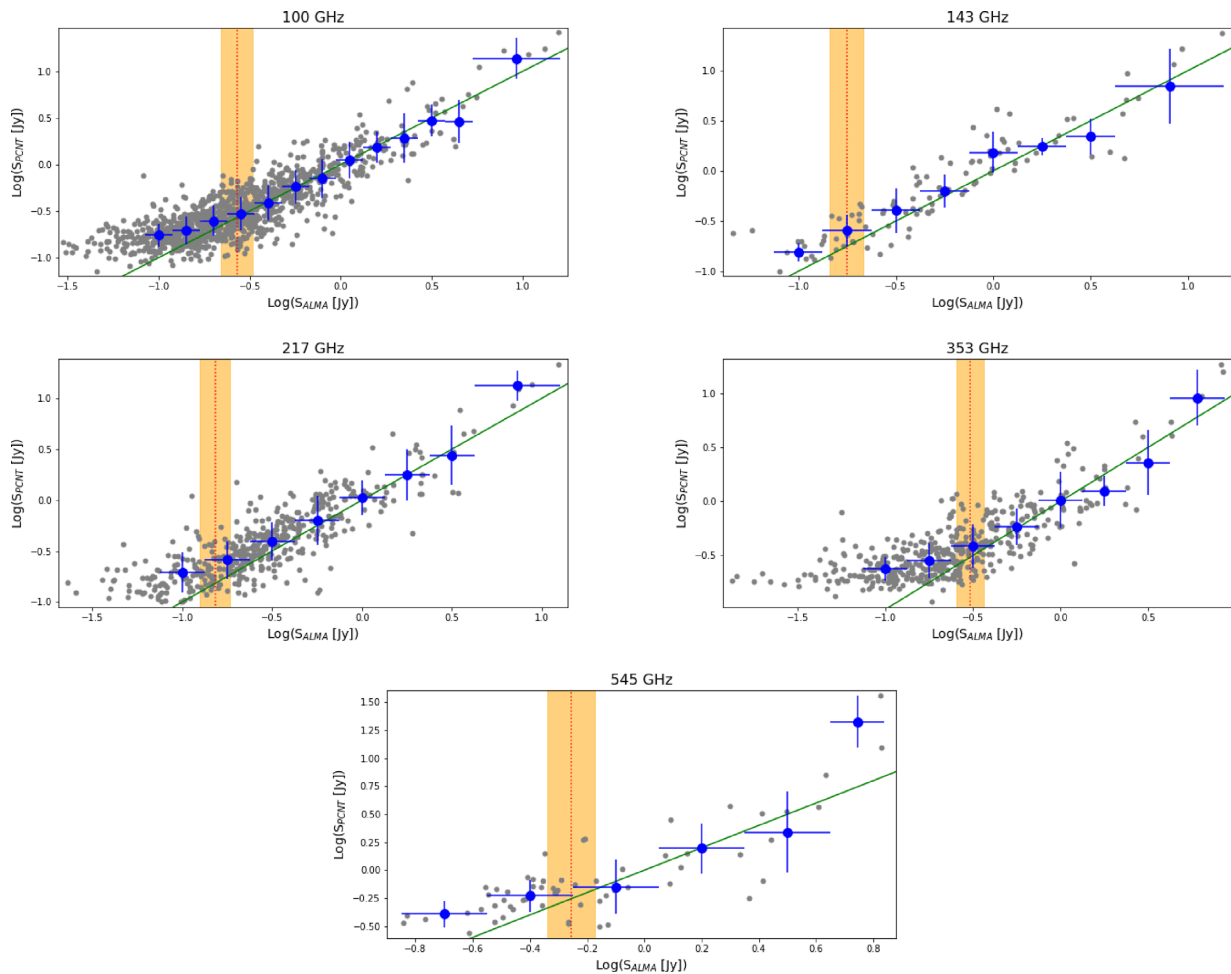 100 GHz
Log(S_PCNT [Jy])
1.0
0.5
0.0
−0.5
−1.0
−1.5 −1.0 −0.5 0.0 0.5 1.0
Log(S_ALMA [Jy])
143 GHz
Log(S_PCNT [Jy])
1.0
0.5
0.0
−0.5
−1.0
−1.0 −0.5 0.0 0.5 1.0
Log(S_ALMA [Jy])
217 GHz
Log(S_PCNT [Jy])
1.0
0.5
0.0
−0.5
−1.0
−1.5 −1.0 −0.5 0.0 0.5 1.0
Log(S_ALMA [Jy])
353 GHz
Log(S_PCNT [Jy])
1.0
0.5
0.0
−0.5
−1.5 −1.0 −0.5 0.0 0.5
Log(S_ALMA [Jy])
545 GHz
Log(S_PCNT [Jy])
1.50
1.25
1.00
0.75
0.50
0.25
0.00
−0.25
−0.50
−0.8 −0.6 −0.4 −0.2 0.0 0.2 0.4 0.6 0.8
Log(S_ALMA [Jy])